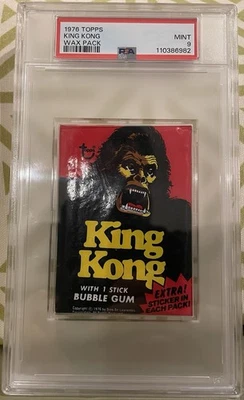 1976 TOPPS
KING KONG
WAX PACK
MINT
9
PSA
110386982
King
Kong
WITH 1 STICK
BUBBLE GUM
EXTRA!
STICKER IN
EACH PACK!